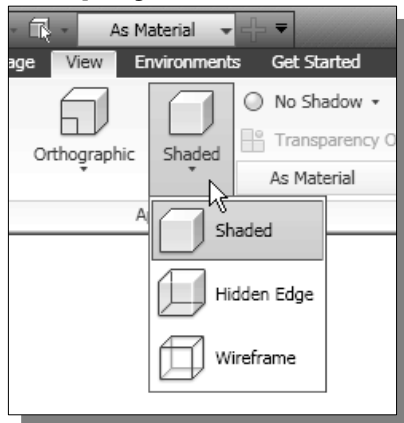 As Material
age View Environments Get Started
Orthographic
Shaded
No Shadow
Transparency O
As Material
A
Shaded
Hidden Edge
Wireframe